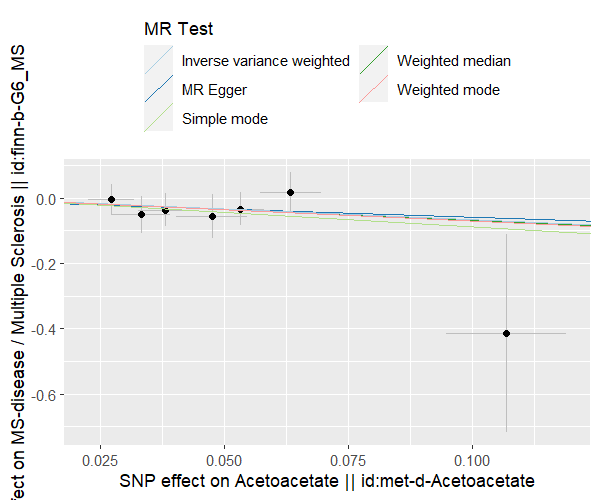 MR Test
Inverse variance weighted
Weighted median
MR Egger
Weighted mode
Simple mode
on MS-disease / Multiple Sclerosis || id:finn-b-G6_MS
0.0
-0.2
-0.4
-0.6
0.025
0.050
0.075
0.100
SNP effect on Acetoacetate || id:met-d-Acetoacetate